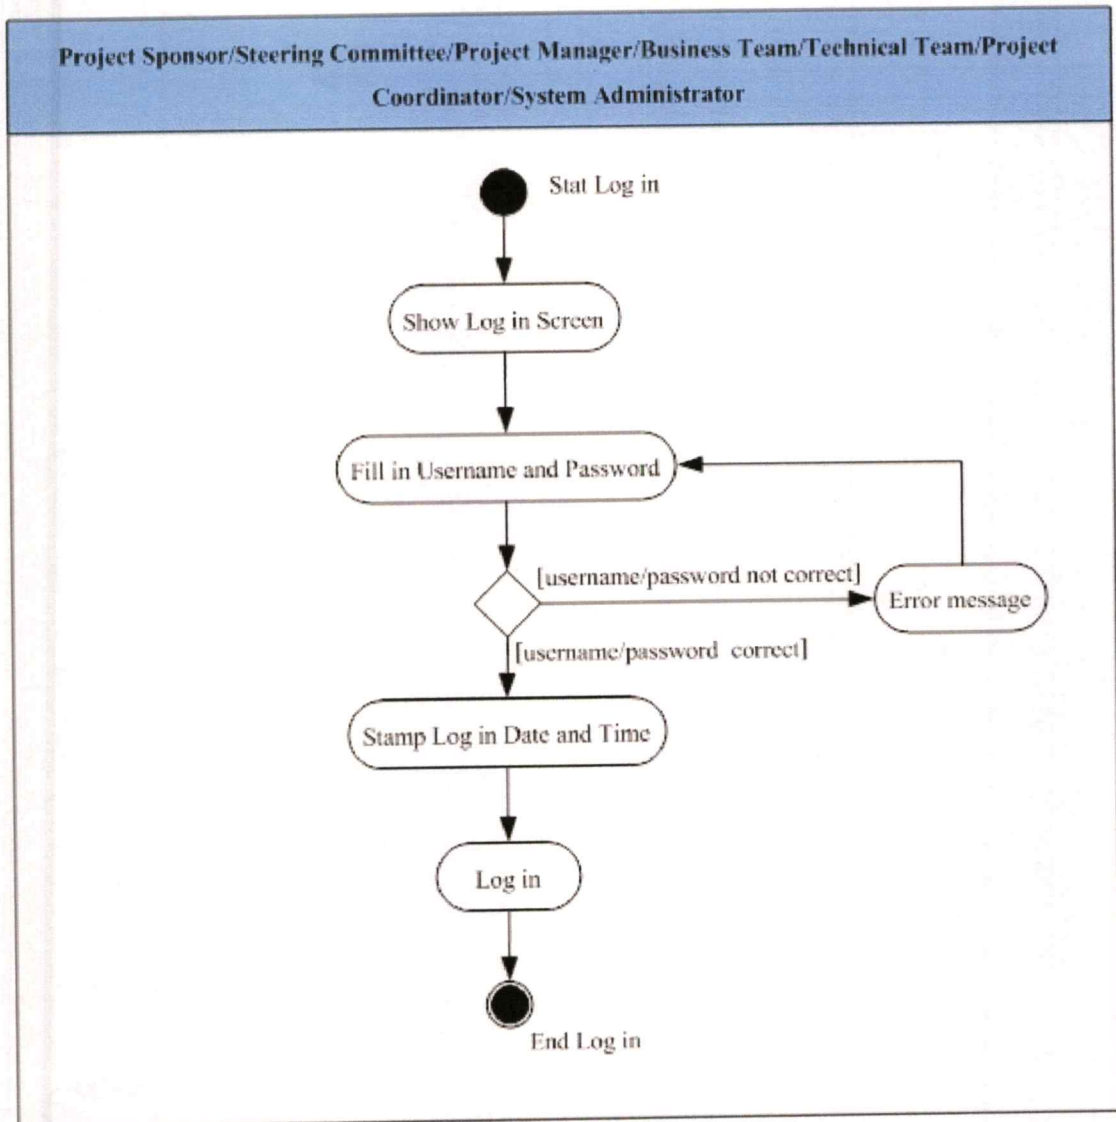 Project Sponsor/Steering Committee/Project Manager/Business Team/Technical Team/Project
Coordinator/System Administrator
Stat Log in
Show Log in Screen
Fill in Username and Password
[username/password not correct]
Error message
[username/password correct]
Stamp Log in Date and Time
Log in
End Log in